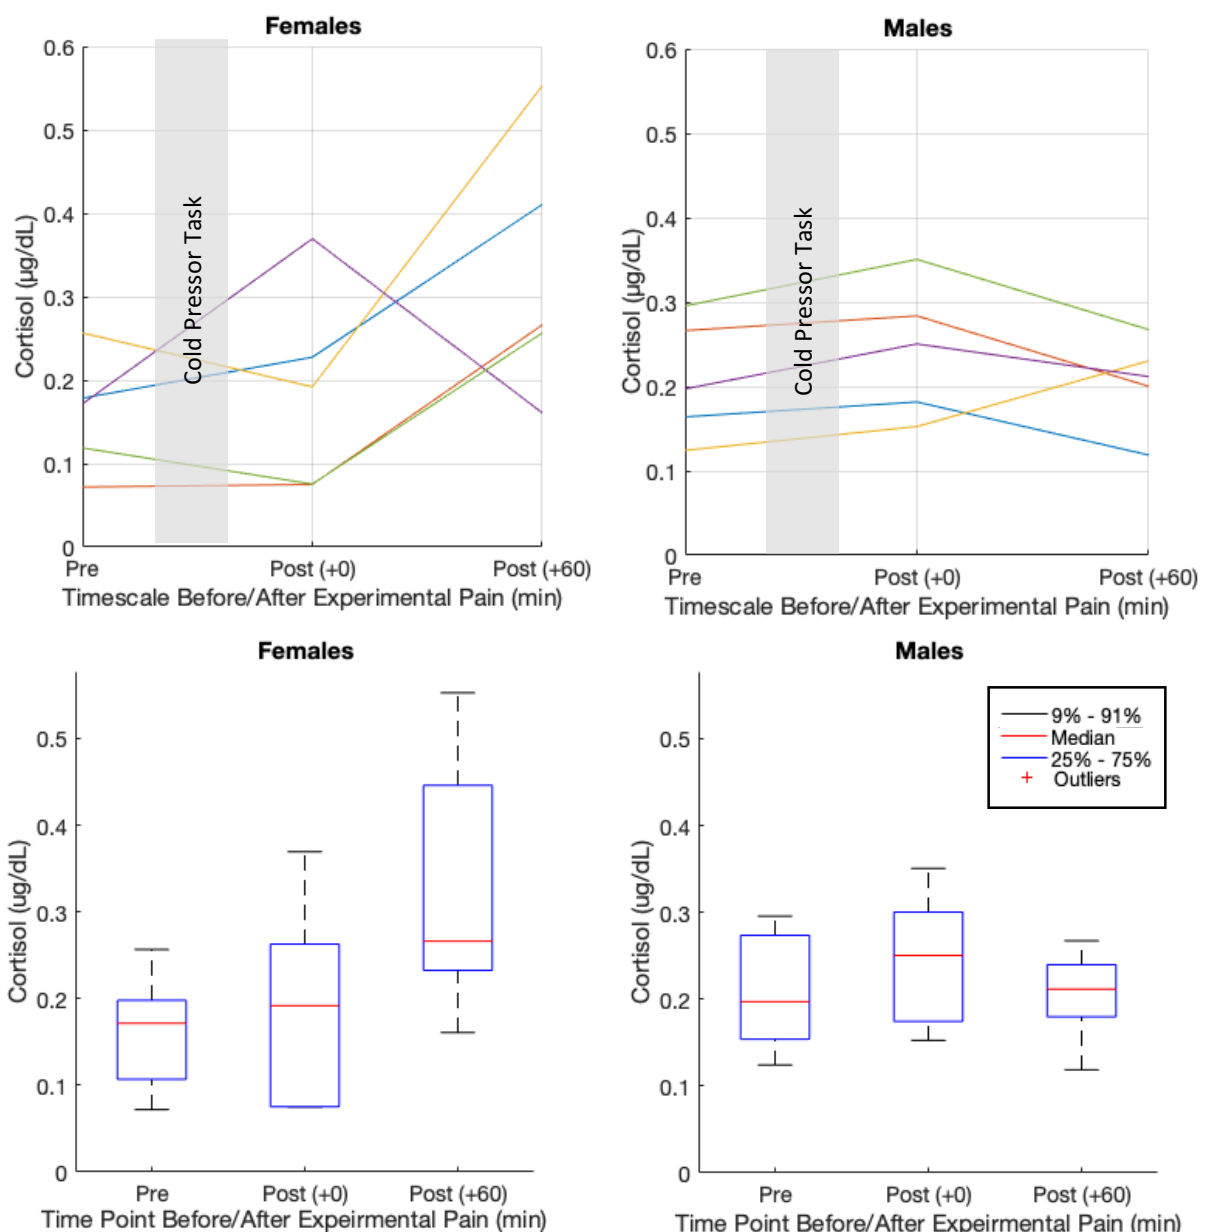 Females
0.6
0.5
0.4
0.3
0.2
0.1
0
Cortisol (µg/dL)
Cold Pressor Task
Pre
Post (+0)
Post (+60)
Timescale Before/After Experimental Pain (min)
Males
0.6
0.5
0.4
0.3
0.2
0.1
0
Cortisol (µg/dL)
Cold Pressor Task
Pre
Post (+0)
Post (+60)
Timescale Before/After Experimental Pain (min)
Females
0.5
0.4
0.3
0.2
0.1
0
Cortisol (ug/dL)
Pre
Post (+0)
Post (+60)
Time Point Before/After Expeirmental Pain (min)
Males
9% - 91%
Median
25% - 75%
Outliers
0.5
0.4
0.3
0.2
0.1
0
Cortisol (ug/dL)
Pre
Post (+0)
Post (+60)
Time Point Before/After Expeirmental Pain (min)